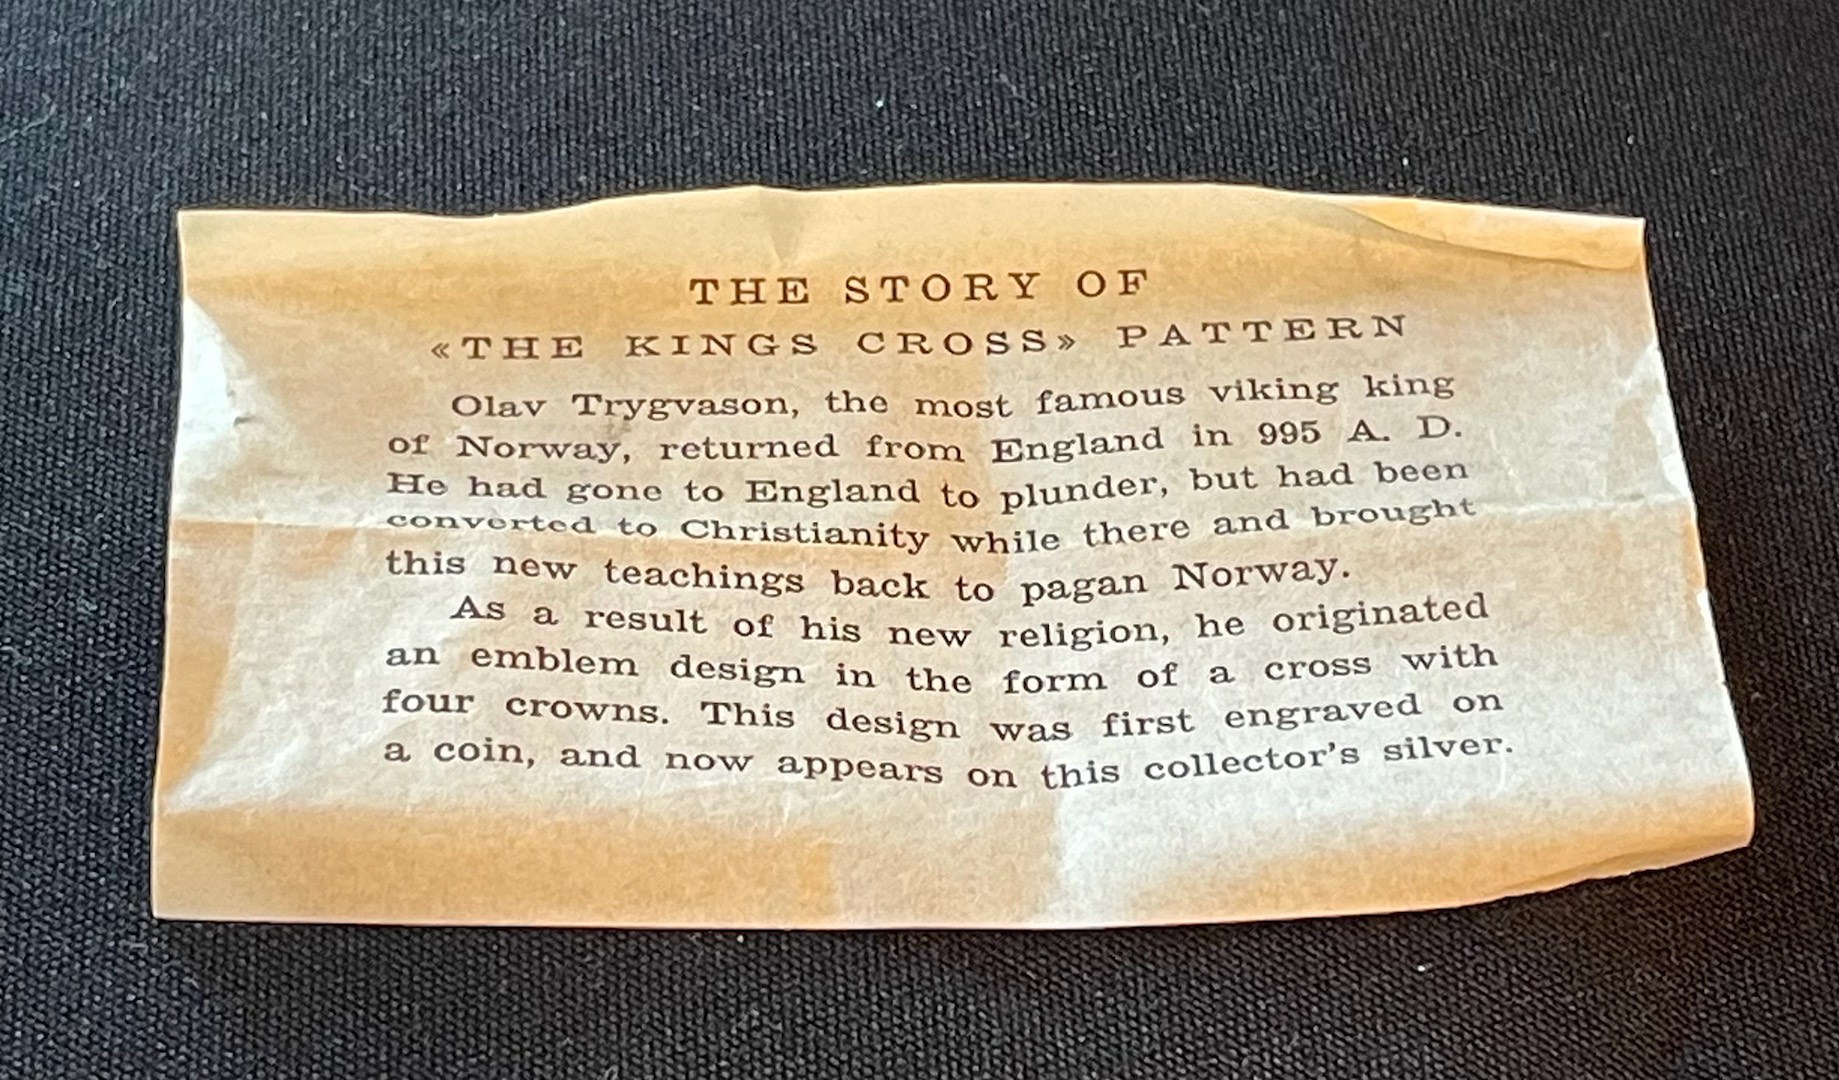 THE STORY OF
«THE KINGS CROSS» PATTERN
Olav Trygvason, the most famous viking king
of Norway, returned from England in 995 A. D.
He had gone to England to plunder, but had been
converted to Christianity while there and brought
this new teachings back to pagan Norway.
As a result of his new religion, he originated
an emblem design in the form of a cross with
four crowns. This design was first engraved on
a coin, and now appears on this collector's silver.